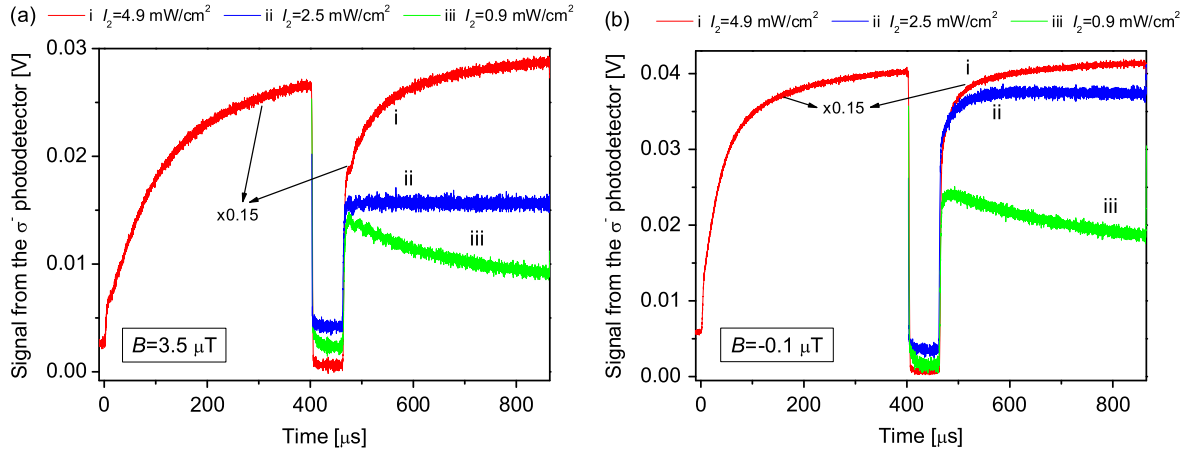 (a)
i I₂=4.9 mW/cm² ii I₂=2.5 mW/cm² iii I₂=0.9 mW/cm²
Signal from the σ⁻ photodetector [V]
0.03
0.02
0.01
0.00
i
ii
iii
x0.15
B=3.5 μT
0 200 400 600 800
Time [μs]
(b)
i I₂=4.9 mW/cm² ii I₂=2.5 mW/cm² iii I₂=0.9 mW/cm²
Signal from the σ⁻ photodetector [V]
0.04
0.03
0.02
0.01
0.00
i
x0.15
ii
iii
B=-0.1 μT
0 200 400 600 800
Time [μs]